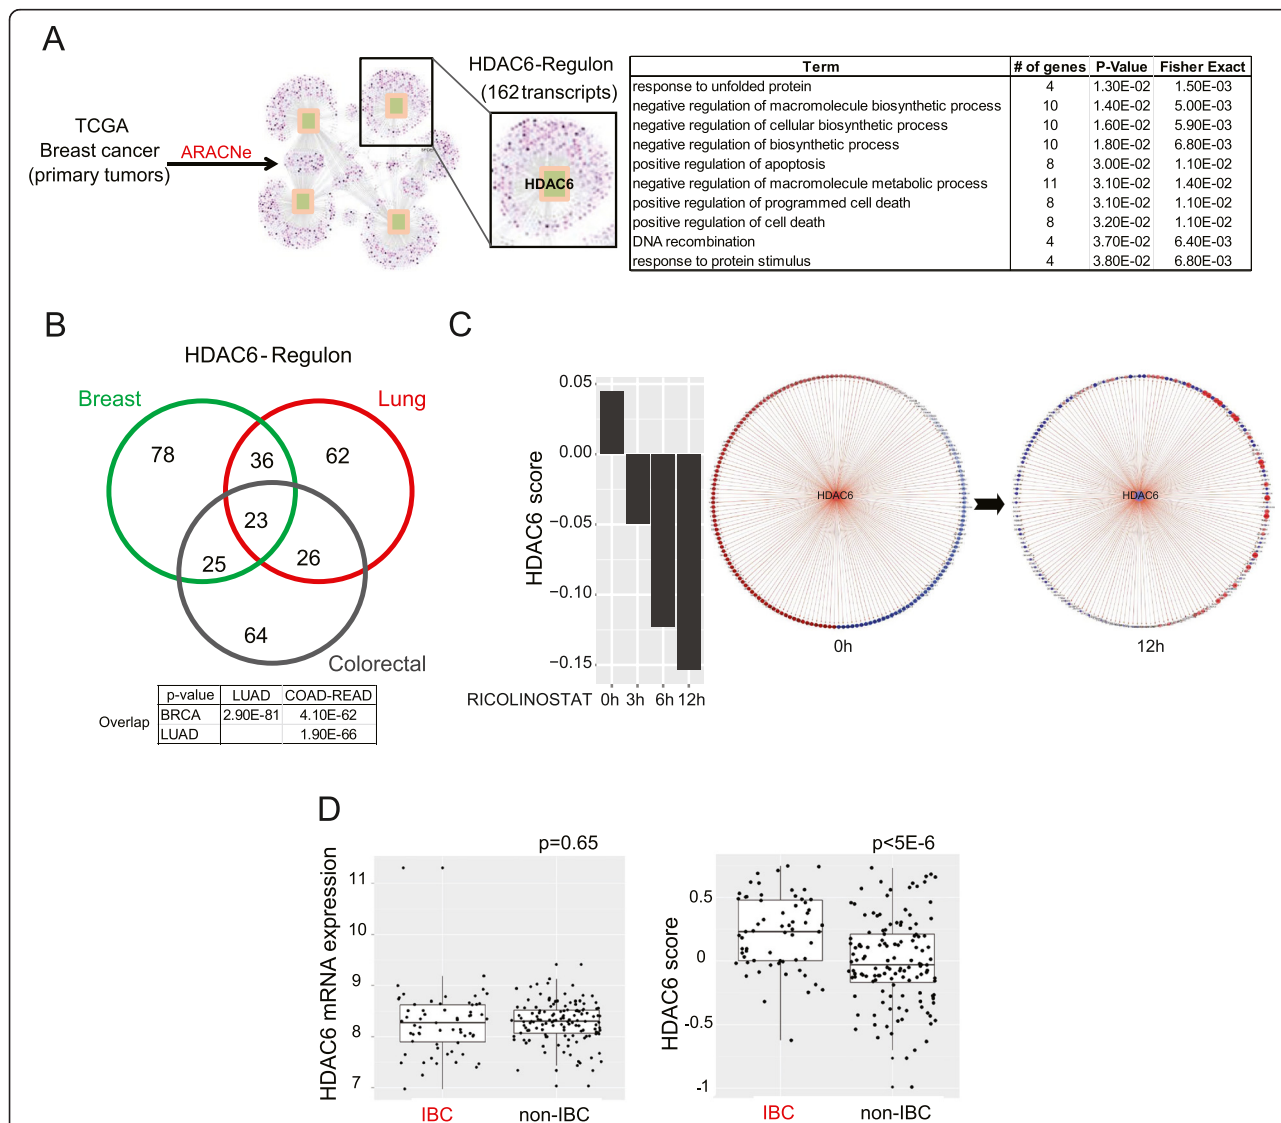 A
TCGA
Breast cancer
(primary tumors)
ARACNe
HDAC6-Regulon
(162 transcripts)
HDAC6
Term # of genes P-Value Fisher Exact
response to unfolded protein 4 1.30E-02 1.50E-03
negative regulation of macromolecule biosynthetic process 10 1.40E-02 5.00E-03
negative regulation of cellular biosynthetic process 10 1.60E-02 5.90E-03
negative regulation of biosynthetic process 10 1.80E-02 6.80E-03
positive regulation of apoptosis 8 3.00E-02 1.10E-02
negative regulation of macromolecule metabolic process 11 3.10E-02 1.40E-02
positive regulation of programmed cell death 8 3.10E-02 1.10E-02
positive regulation of cell death 8 3.20E-02 1.10E-02
DNA recombination 4 3.70E-02 6.40E-03
response to protein stimulus 4 3.80E-02 6.80E-03
B
HDAC6-Regulon
Breast
Lung
78
36
62
23
25
26
64
Colorectal
p-value LUAD COAD-READ
Overlap
BRCA 2.90E-81 4.10E-62
LUAD 1.90E-66
C
HDAC6 score
0.05
0.00
−0.05
−0.10
−0.15
RICOLINOSTAT 0h 3h 6h 12h
HDAC6
0h
HDAC6
12h
D
HDAC6 mRNA expression
p=0.65
11
10
9
8
7
IBC non-IBC
HDAC6 score
p<5E-6
0.5
0
-0.5
-1
IBC non-IBC